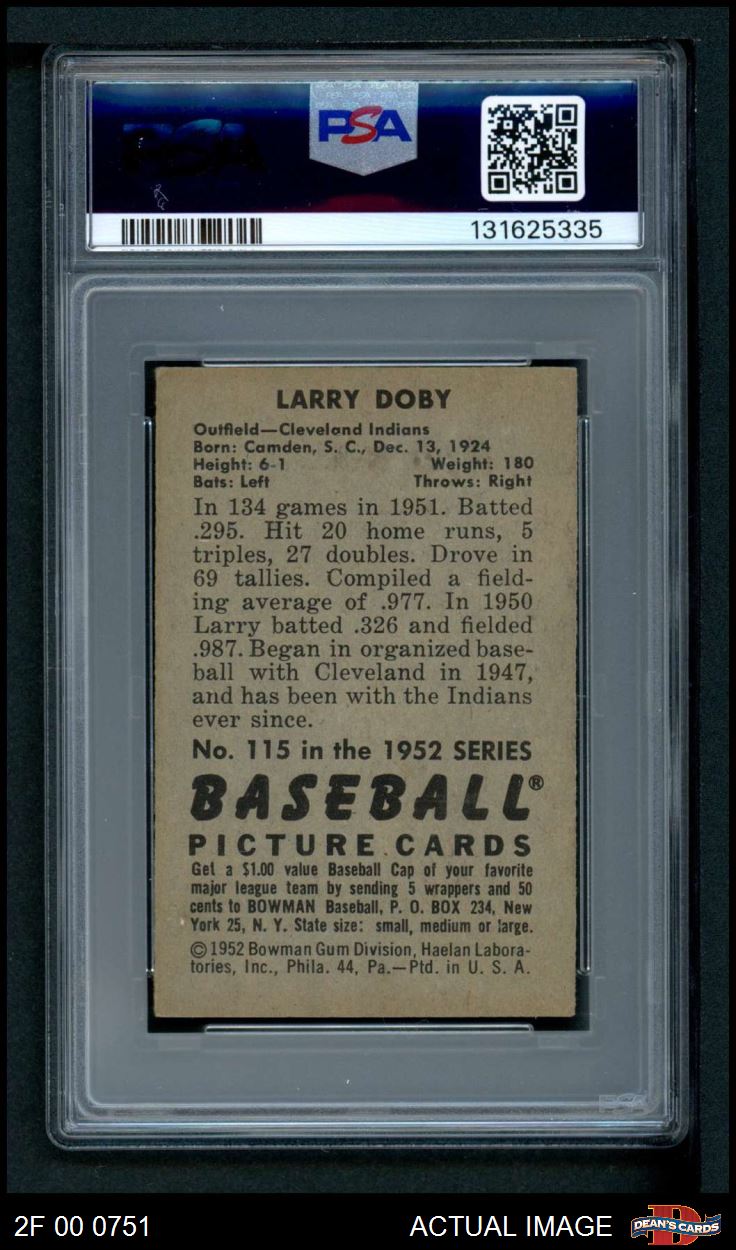 PSA
131625335
LARRY DOBY
Outfield—Cleveland Indians
Born: Camden, S. C., Dec. 13, 1924
Height: 6-1 Weight: 180
Bats: Left Throws: Right
In 134 games in 1951. Batted
.295. Hit 20 home runs, 5
triples, 27 doubles. Drove in
69 tallies. Compiled a field-
ing average of .977. In 1950
Larry batted .326 and fielded
.987. Began in organized base-
ball with Cleveland in 1947,
and has been with the Indians
ever since.
No. 115 in the 1952 SERIES
BASEBALL®
PICTURE CARDS
Get a $1.00 value Baseball Cap of your favorite
major league team by sending 5 wrappers and 50
cents to BOWMAN Baseball, P. O. BOX 234, New
York 25, N. Y. State size: small, medium or large.
©1952 Bowman Gum Division, Haelan Labora-
tories, Inc., Phila. 44, Pa.—Ptd. in U. S. A.
PSA
2F 00 0751 ACTUAL IMAGE DEAN'S CARDS